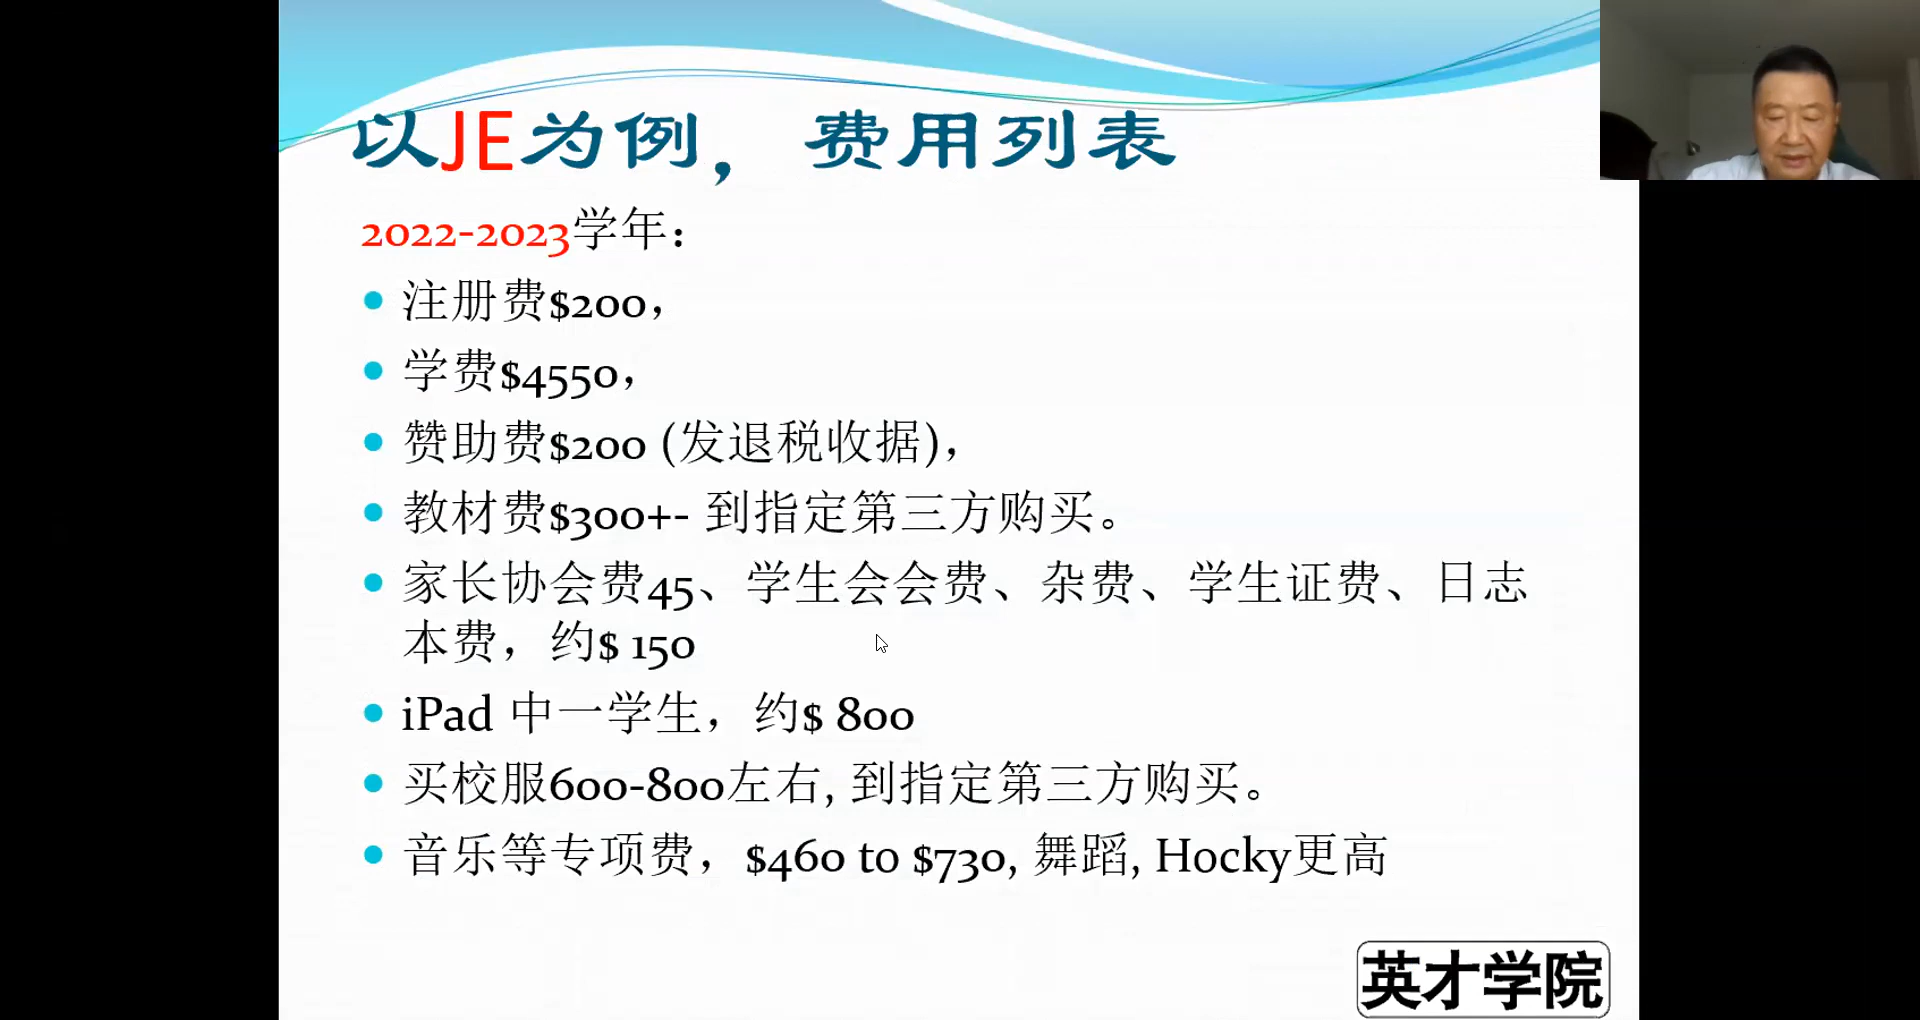 以JE为例，费用列表
2022-2023学年：
注册费$200，
学费$4550，
赞助费$200 (发退税收据)，
教材费$300+- 到指定第三方购买。
家长协会费45、学生会会费、杂费、学生证费、日志
本费，约$ 150
iPad 中一学生，约$ 800
买校服600-800左右, 到指定第三方购买。
音乐等专项费，$460 to $730, 舞蹈, Hocky更高
英才学院